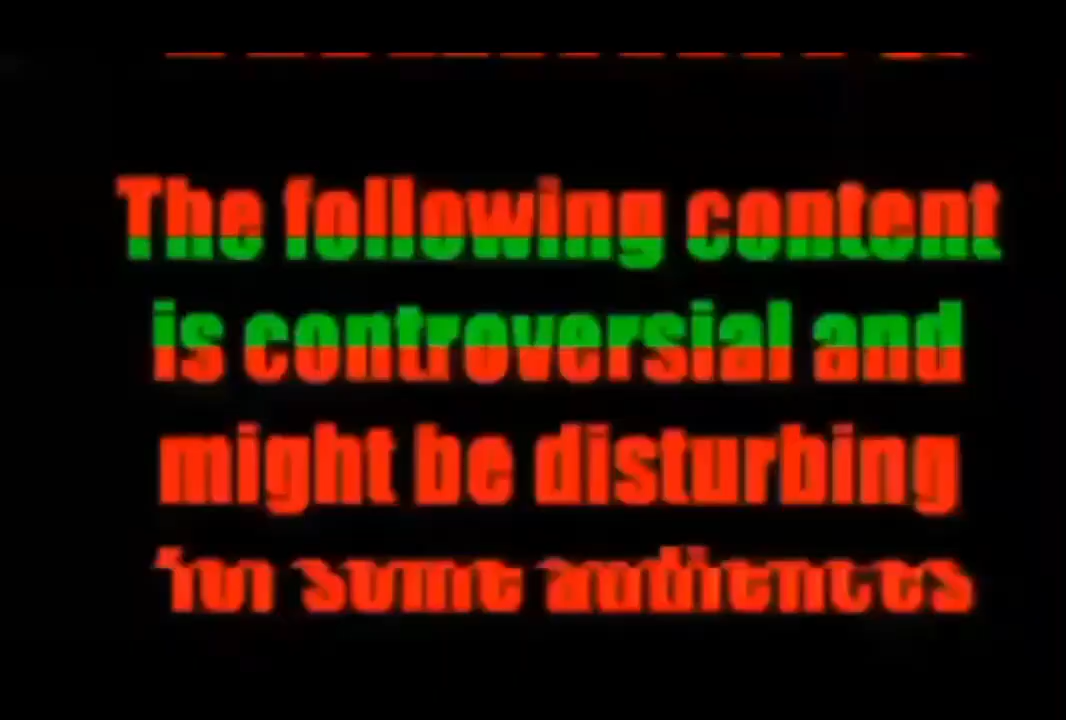 The following content
is controversial and
might be disturbing
for some audiences